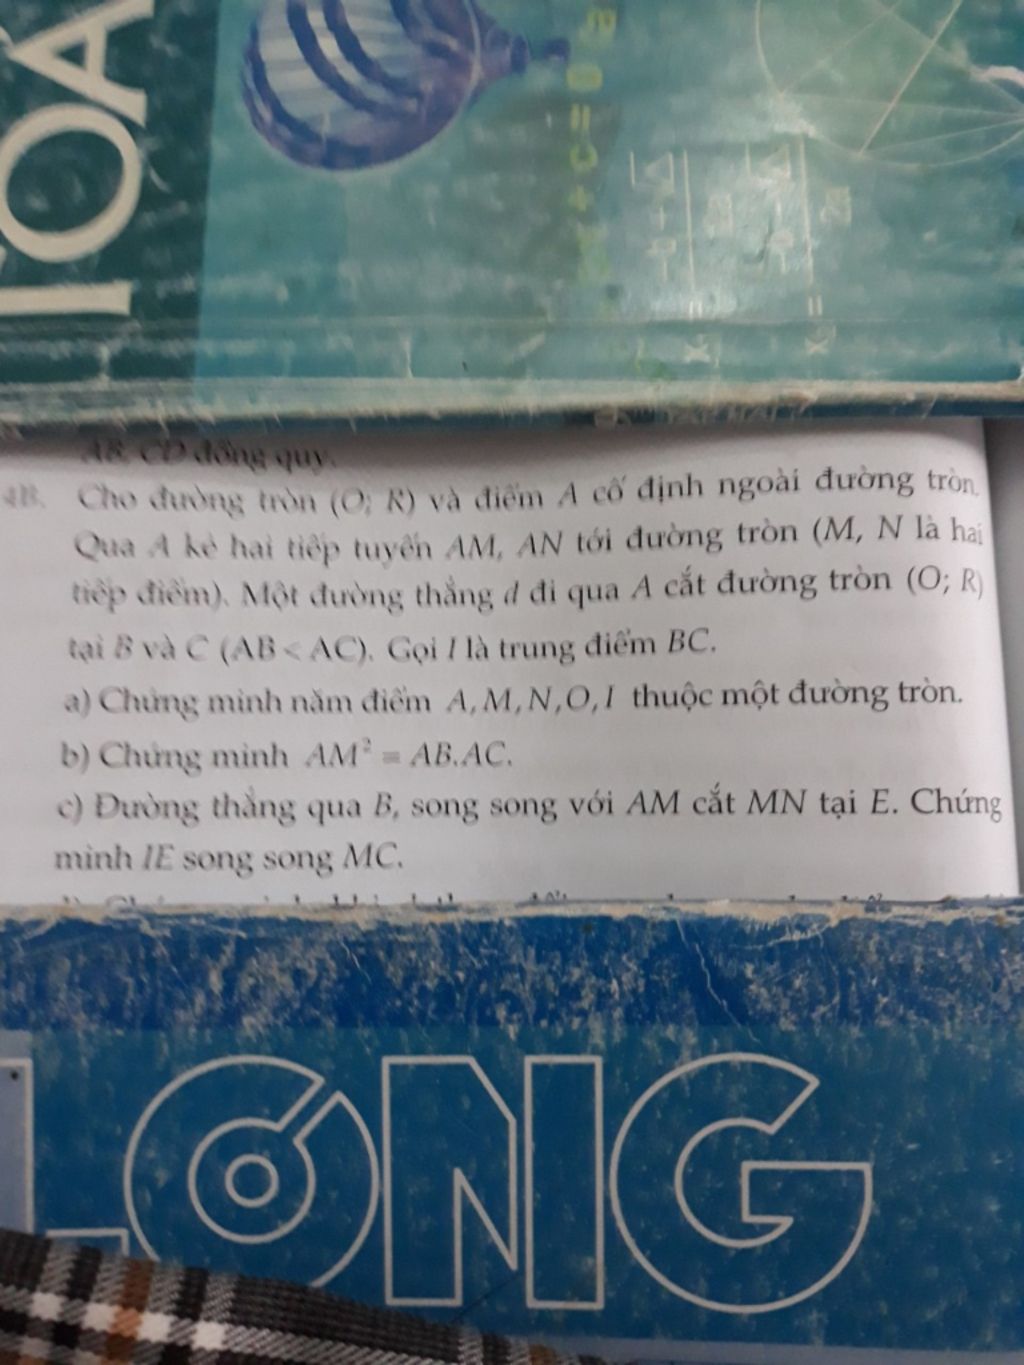 TOÁ
AB, CD đồng quy.
4B. Cho đường tròn (O; R) và điểm A cố định ngoài đường tròn.
Qua A kẻ hai tiếp tuyến AM, AN tới đường tròn (M, N là hai
tiếp điểm). Một đường thẳng d đi qua A cắt đường tròn (O; R)
tại B và C (AB < AC). Gọi I là trung điểm BC.
a) Chứng minh năm điểm A, M, N, O, I thuộc một đường tròn.
b) Chứng minh AM² = AB.AC.
c) Đường thẳng qua B, song song với AM cắt MN tại E. Chứng
minh IE song song MC.
LONG